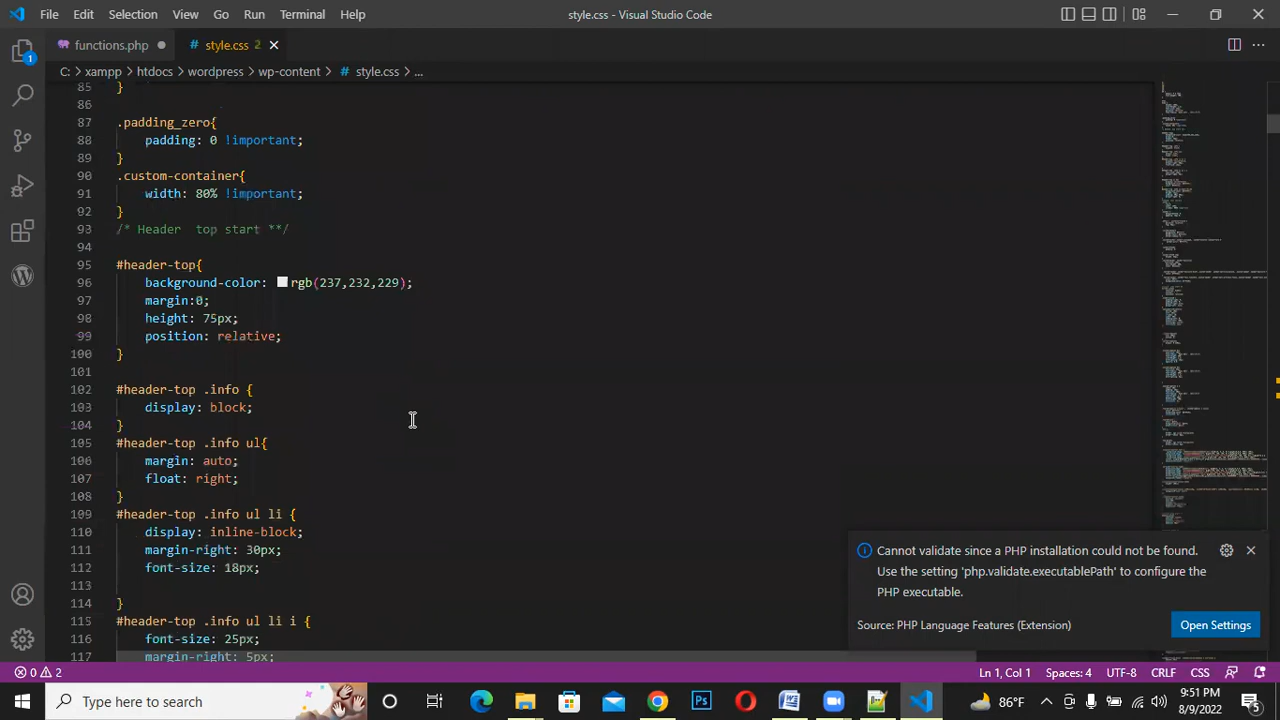 File Edit Selection View Go Run Terminal Help
style.css - Visual Studio Code
functions.php
style.css 2
C: > xampp > htdocs > wordpress > wp-content > style.css > ...
85 }
86
87 .padding_zero{
88 padding: 0 !important;
89 }
90 .custom-container{
91 width: 80% !important;
92 }
93 /* Header  top start **/
94
95 #header-top{
96 background-color: rgb(237,232,229);
97 margin:0;
98 height: 75px;
99 position: relative;
100 }
101
102 #header-top .info {
103 display: block;
104 }
105 #header-top .info ul{
106 margin: auto;
107 float: right;
108 }
109 #header-top .info ul li {
110 display: inline-block;
111 margin-right: 30px;
112 font-size: 18px;
113
114 }
115 #header-top .info ul li i {
116 font-size: 25px;
117 margin-right: 5px;
1
Cannot validate since a PHP installation could not be found.
Use the setting 'php.validate.executablePath' to configure the
PHP executable.
Source: PHP Language Features (Extension)
Open Settings
0 2
Ln 1, Col 1 Spaces: 4 UTF-8 CRLF CSS
Type here to search
86°F
9:51 PM
8/9/2022
5